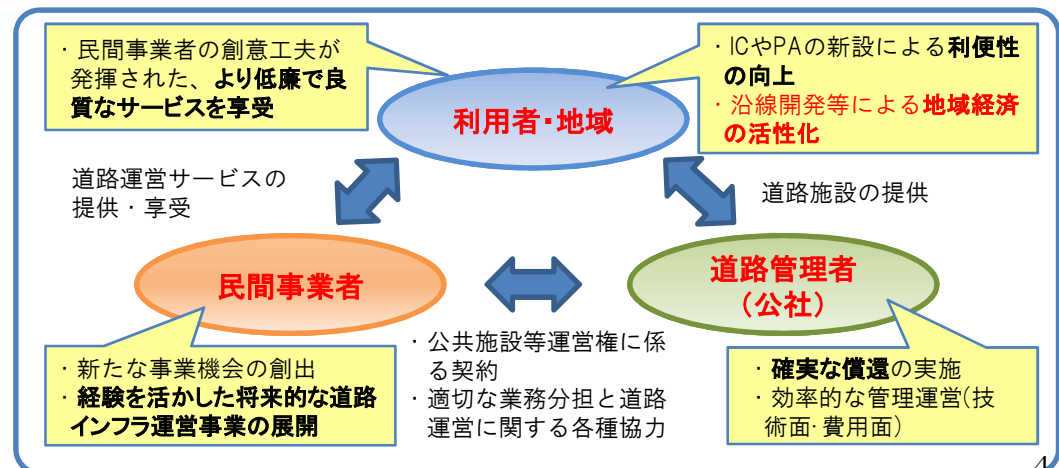 ・民間事業者の創意工夫が
発揮された、より低廉で良
質なサービスを享受
・ICやPAの新設による利便性
の向上
・沿線開発等による地域経済
の活性化
利用者・地域
道路運営サービスの
提供・享受
道路施設の提供
民間事業者
道路管理者
（公社）
・新たな事業機会の創出
・経験を活かした将来的な道路
インフラ運営事業の展開
・公共施設等運営権に係
る契約
・適切な業務分担と道路
運営に関する各種協力
・確実な償還の実施
・効率的な管理運営(技
術面・費用面）
4